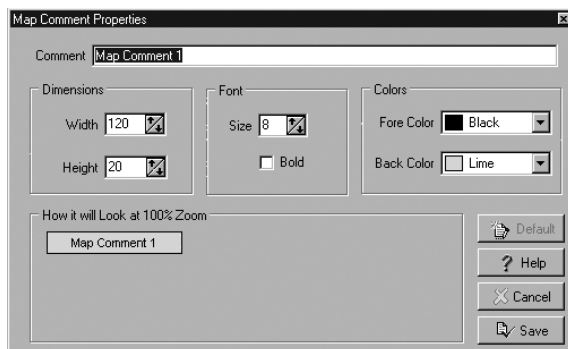 Map Comment Properties
Comment Map Comment 1
Dimensions Font Colors
Width 120 Size 8 Fore Color Black
Height 20 Bold Back Color Lime
How it will Look at 100% Zoom
Map Comment 1
Default
? Help
Cancel
Save